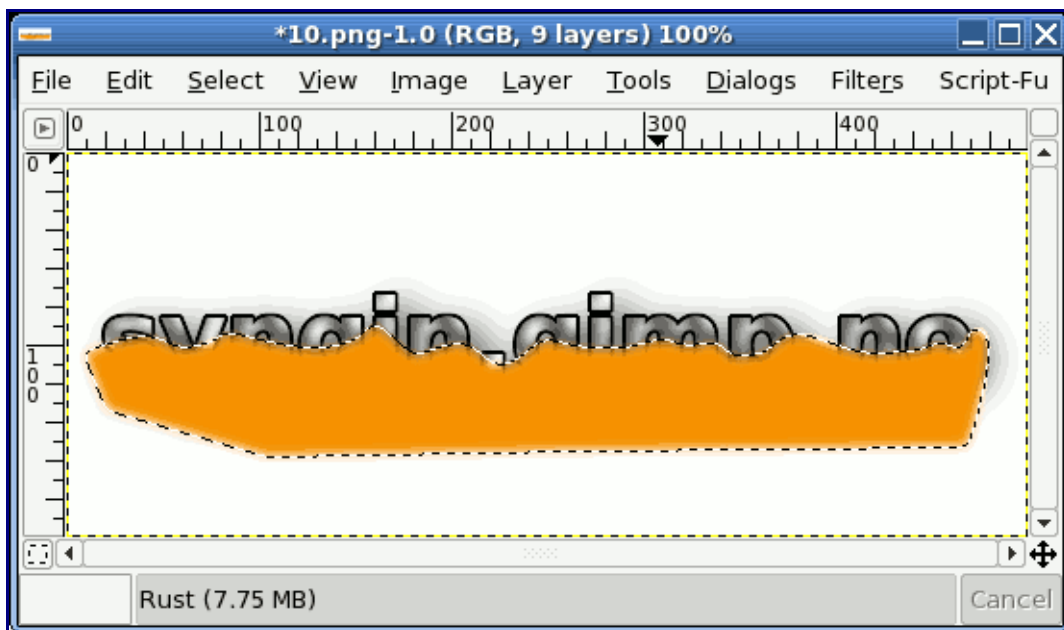 *10.png-1.0 (RGB, 9 layers) 100%
File Edit Select View Image Layer Tools Dialogs Filters Script-Fu
0 100 200 300 400
0
100
Rust (7.75 MB) Cancel